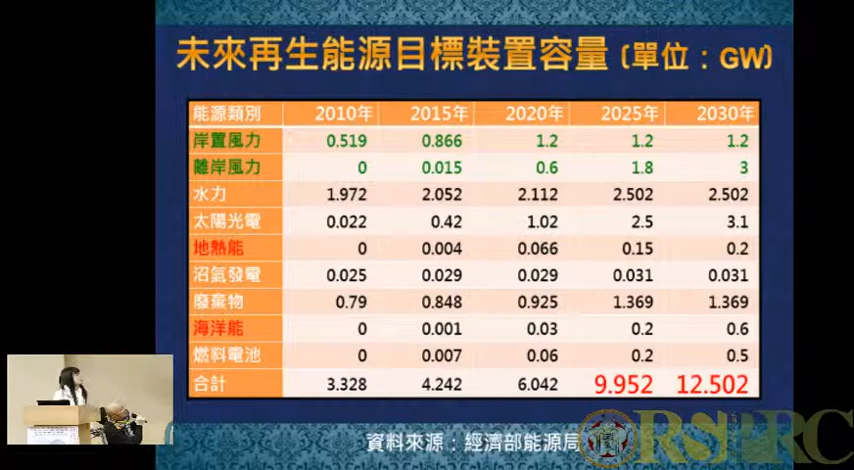 未來再生能源目標裝置容量（單位：GW）
能源類別 2010年 2015年 2020年 2025年 2030年
岸置風力 0.519 0.866 1.2 1.2 1.2
離岸風力 0 0.015 0.6 1.8 3
水力 1.972 2.052 2.112 2.502 2.502
太陽光電 0.022 0.42 1.02 2.5 3.1
地熱能 0 0.004 0.066 0.15 0.2
沼氣發電 0.025 0.029 0.029 0.031 0.031
廢棄物 0.79 0.848 0.925 1.369 1.369
海洋能 0 0.001 0.03 0.2 0.6
燃料電池 0 0.007 0.06 0.2 0.5
合計 3.328 4.242 6.042 9.952 12.502
資料來源：經濟部能源局
RSPRC